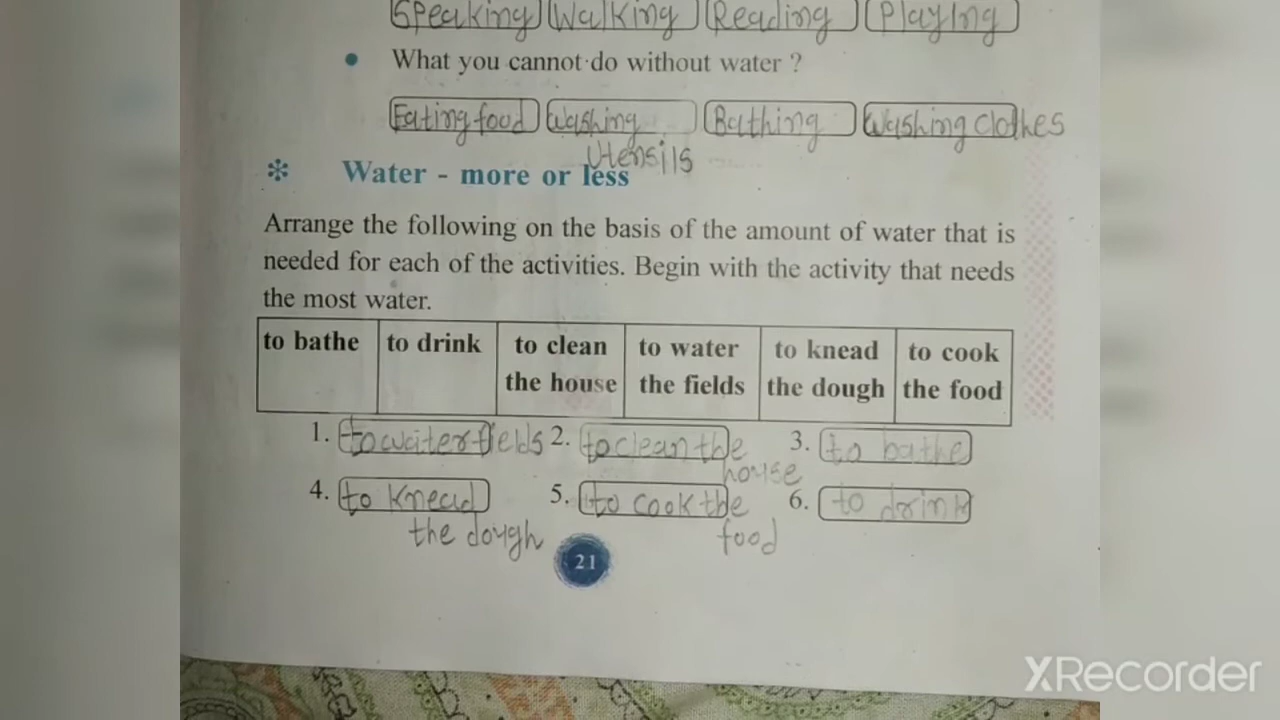 Speaking Walking Reading Playing
• What you cannot do without water ?
Eating food Washing Bathing Washing clothes
Utensils
* Water - more or less
Arrange the following on the basis of the amount of water that is
needed for each of the activities. Begin with the activity that needs
the most water.
to bathe to drink to clean to water to knead to cook
the house the fields the dough the food
1. to water fields 2. to clean the 3. to bathe
house
4. to knead 5. to cook the 6. to drink
the dough food
21
XRecorder